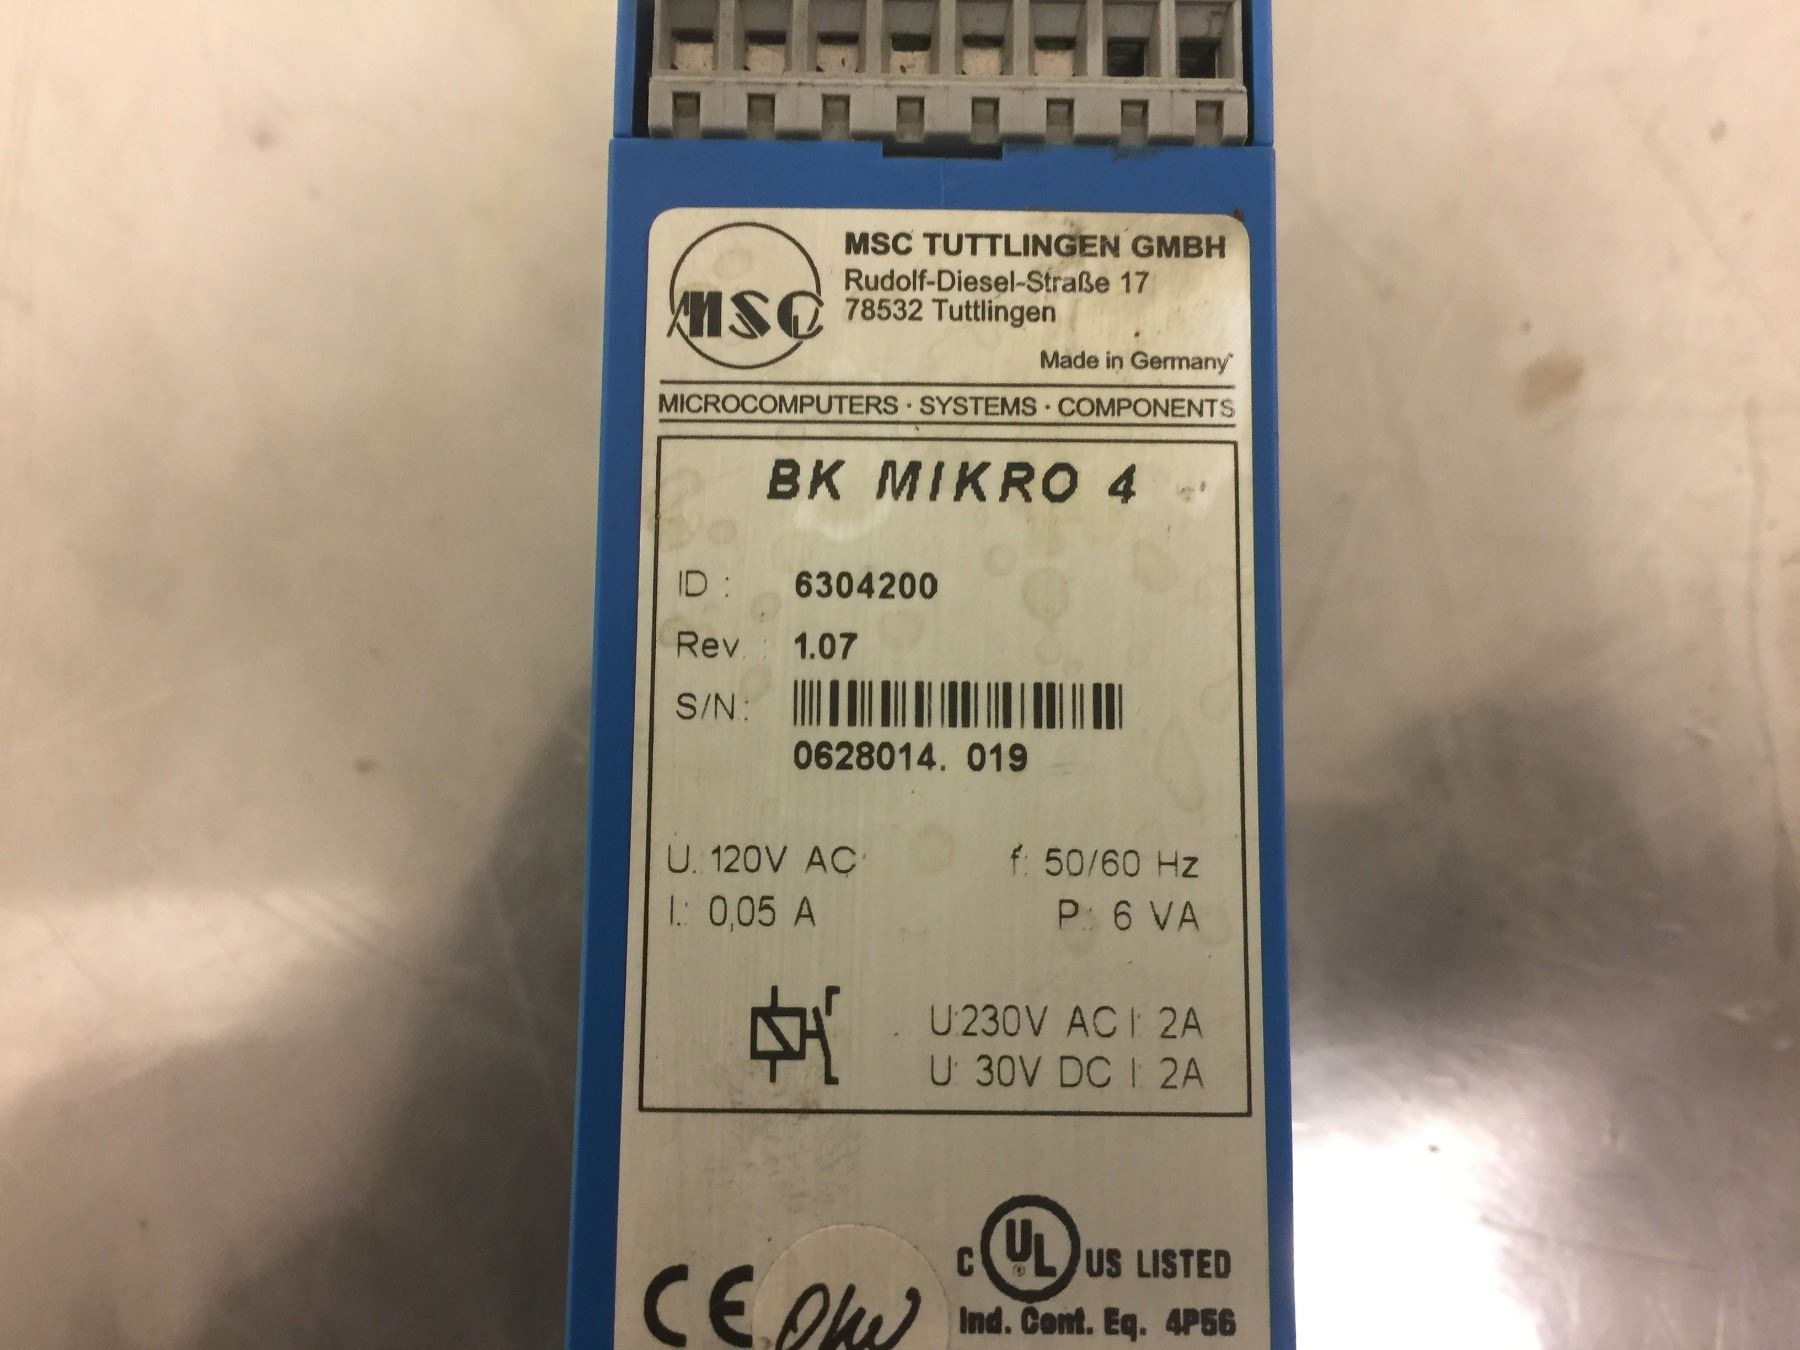 MSC
MSC TUTTLINGEN GMBH
Rudolf-Diesel-Straße 17
78532 Tuttlingen
Made in Germany
MICROCOMPUTERS · SYSTEMS · COMPONENTS
BK MIKRO 4
ID : 6304200
Rev. : 1.07
S/N.:
0628014. 019
U.: 120V AC f: 50/60 Hz
I.: 0,05 A P.: 6 VA
U:230V AC I: 2A
U: 30V DC I: 2A
C UL US LISTED
CE
Ind. Cont. Eq. 4P56